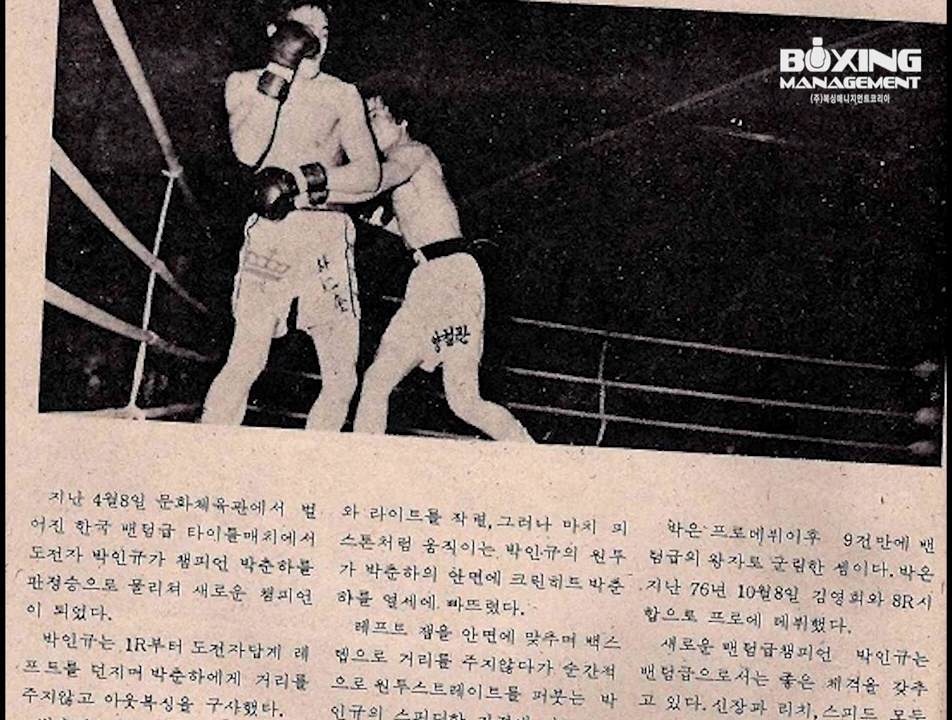 BOXING
MANAGEMENT
(주)복싱매니지먼트코리아
지난 4월8일 문화체육관에서 벌
어진 한국 밴텀급 타이틀매치에서
도전자 박인규가 챔피언 박춘하를
판정승으로 물리쳐 새로운 챔피언
이 되었다.
박인규는 1R부터 도전자답게 레
프트를 던지며 박춘하에게 거리를
주지않고 아웃복싱을 구사했다.
와 라이트를 작렬, 그러나 마치 피
스톤처럼 움직이는 박인규의 원투
가 박춘하의 안면에 크린히트 박춘
하를 열세에 빠뜨렸다.
레프트 잽을 안면에 맞추며 백스
텝으로 거리를 주지않다가 순간적
으로 원투스트레이트를 퍼붓는 박
인규의
박은 프로데뷔이후 9전만에 밴
텀급의 왕자로 군림한 셈이다. 박은
지난 76년 10월8일 김영희와 8R시
합으로 프로에 데뷔했다.
새로운 밴텀급챔피언 박인규는
밴텀급으로서는 좋은 체격을 갖추
고 있다. 신장과 리치, 스피드 모두